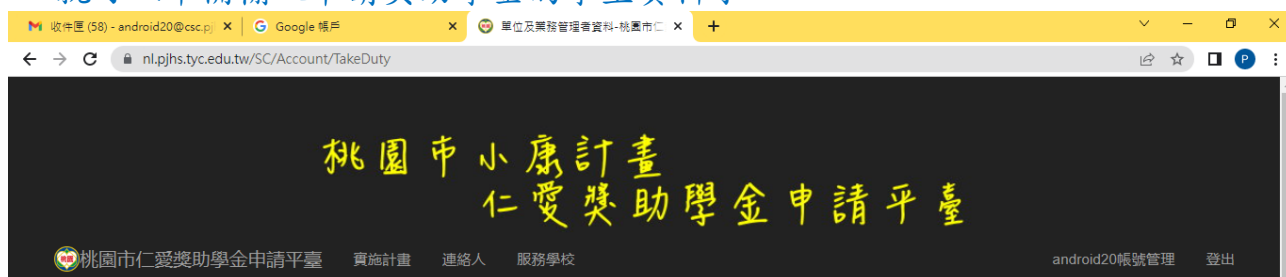 收件匣 (58) - android20@csc.pj
Google 帳戶
單位及業務管理者資料-桃園市仁
nl.pjhs.tyc.edu.tw/SC/Account/TakeDuty
P
桃園市小康計畫
仁愛獎助學金申請平臺
桃園市仁愛獎助學金申請平臺 實施計畫 連絡人 服務學校 android20帳號管理 登出